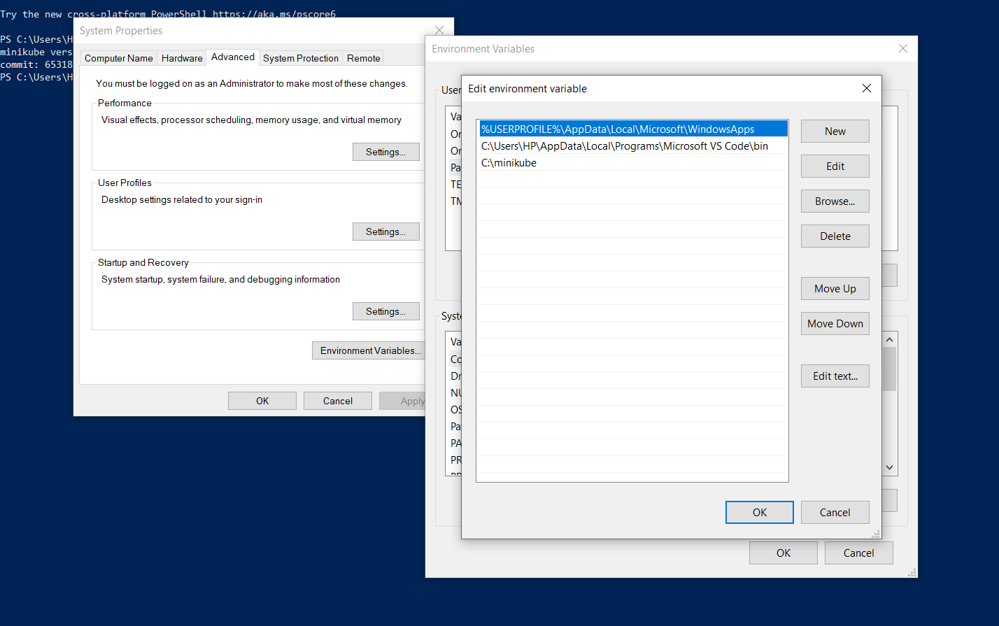 Try the new cross-platform PowerShell https://aka.ms/pscore6
PS C:\Users\H
minikube vers
commit: 65318
PS C:\Users\H
System Properties
Computer Name Hardware Advanced System Protection Remote
You must be logged on as an Administrator to make most of these changes.
Performance
Visual effects, processor scheduling, memory usage, and virtual memory
Settings...
User Profiles
Desktop settings related to your sign-in
Settings...
Startup and Recovery
System startup, system failure, and debugging information
Settings...
Environment Variables...
OK Cancel Apply
Environment Variables
User
Va
On
On
Pa
TE
TM
Syste
Va
Co
Dr
NU
OS
Pa
PA
PR
OK Cancel
Edit environment variable
%USERPROFILE%\AppData\Local\Microsoft\WindowsApps
C:\Users\HP\AppData\Local\Programs\Microsoft VS Code\bin
C:\minikube
New
Edit
Browse...
Delete
Move Up
Move Down
Edit text...
OK Cancel